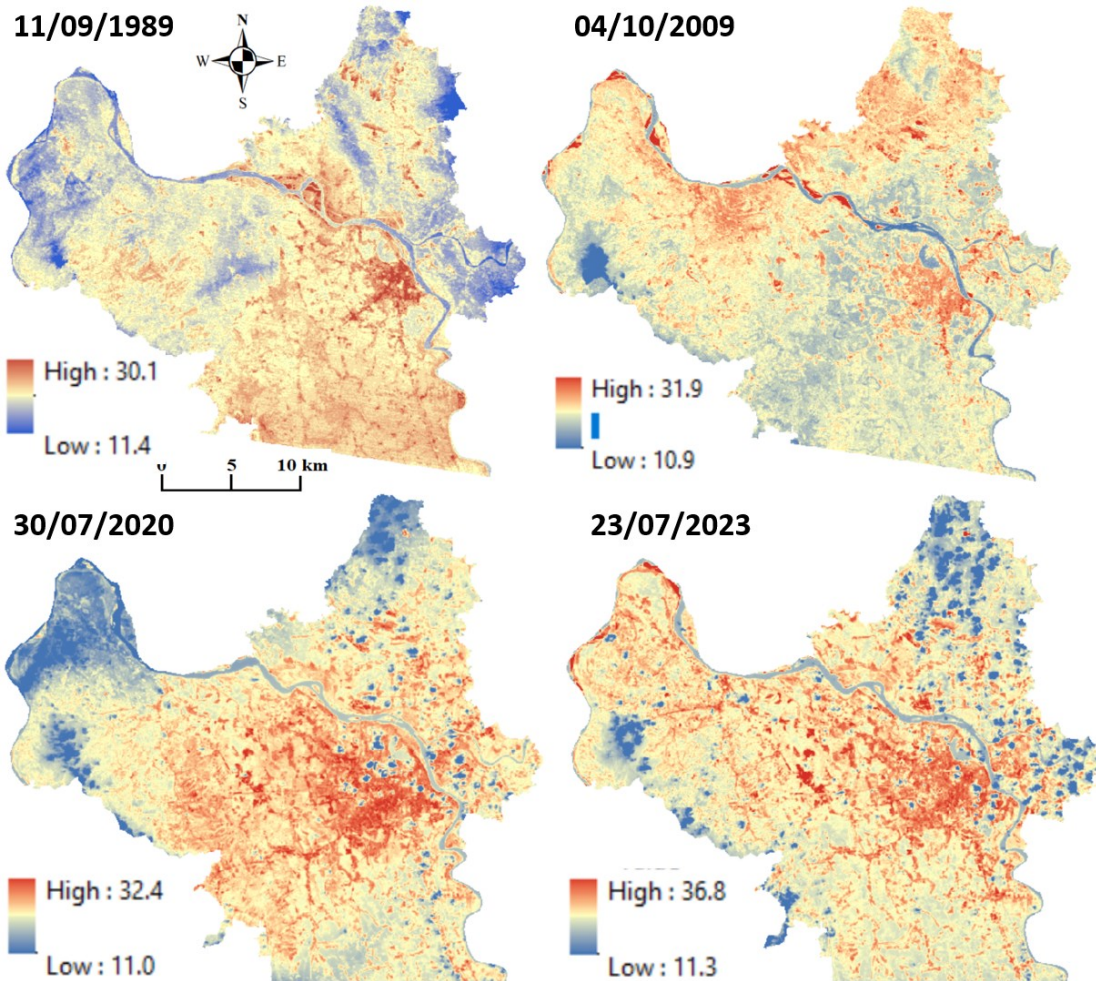 11/09/1989
N
W E
S
High : 30.1
Low : 11.4
5 10 km
04/10/2009
High : 31.9
Low : 10.9
30/07/2020
High : 32.4
Low : 11.0
23/07/2023
High : 36.8
Low : 11.3